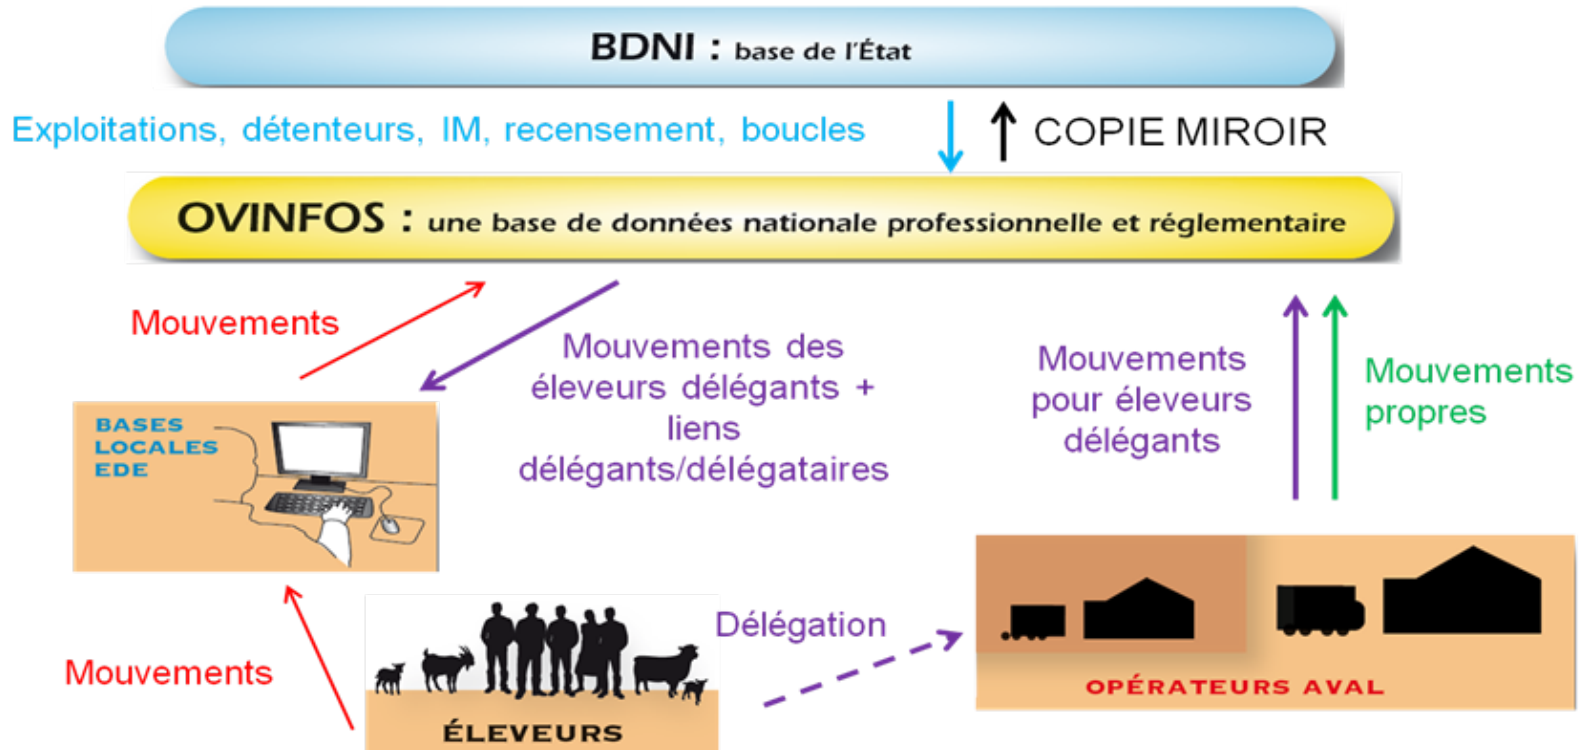 BDNI : base de l'État
Exploitations, détenteurs, IM, recensement, boucles
COPIE MIROIR
OVINFOS : une base de données nationale professionnelle et réglementaire
Mouvements
Mouvements des
éleveurs délégants +
liens
délégants/délégataires
Mouvements
pour éleveurs
délégants
Mouvements
propres
BASES
LOCALES
EDE
Mouvements
ÉLEVEURS
Délégation
OPÉRATEURS AVAL